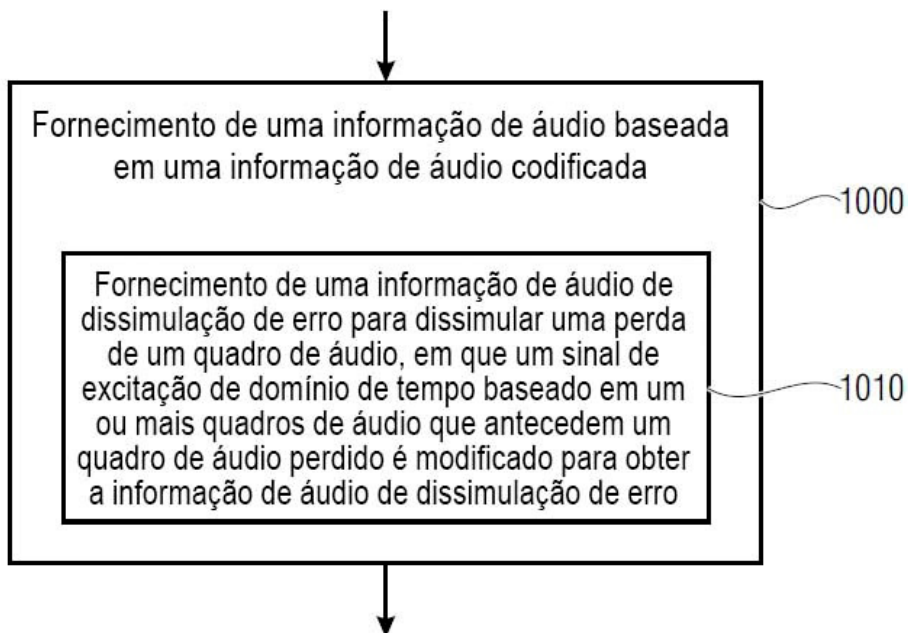 Fornecimento de uma informação de áudio baseada
em uma informação de áudio codificada
1000
Fornecimento de uma informação de áudio de
dissimulação de erro para dissimular uma perda
de um quadro de áudio, em que um sinal de
excitação de domínio de tempo baseado em um
ou mais quadros de áudio que antecedem um
quadro de áudio perdido é modificado para obter
a informação de áudio de dissimulação de erro
1010